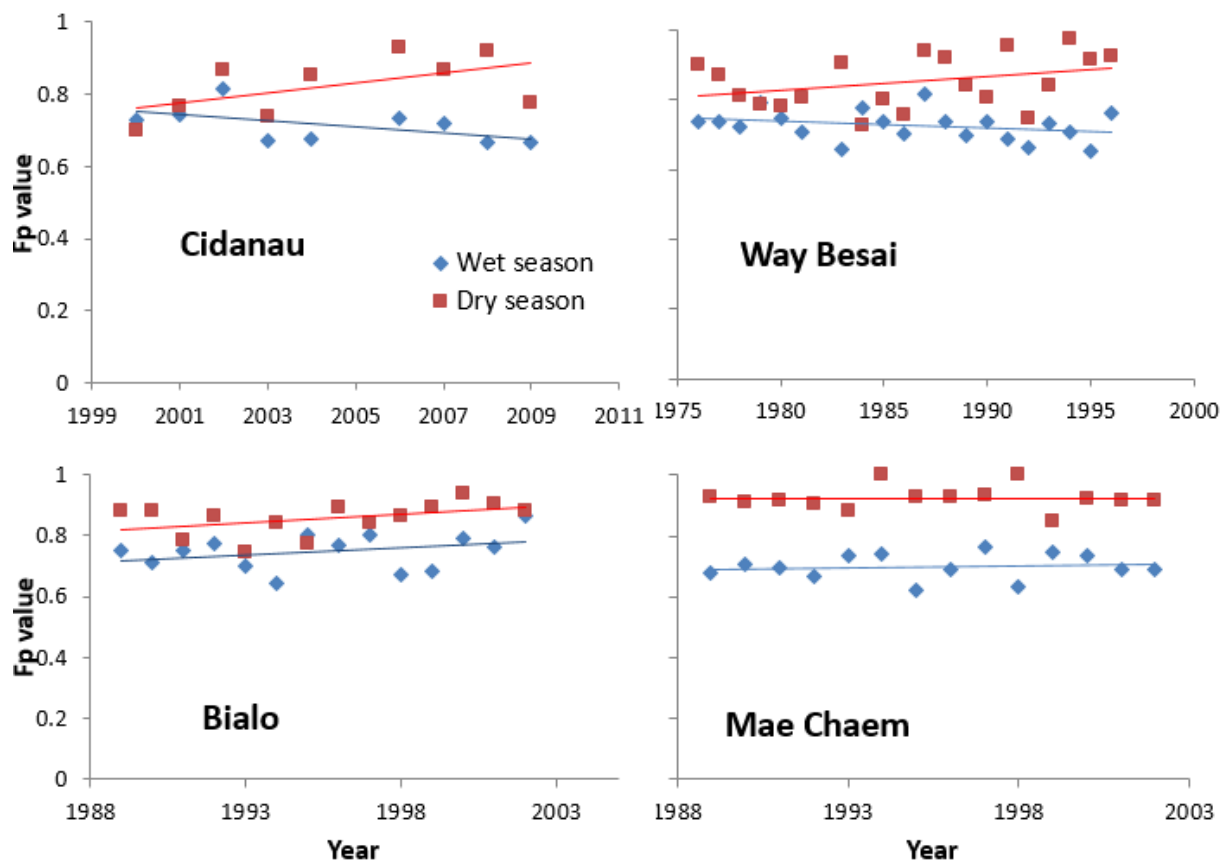 1
0.8
0.6
0.4
0.2
0
Fp value
Cidanau
Wet season
Dry season
1999 2001 2003 2005 2007 2009 2011
Way Besai
1975 1980 1985 1990 1995 2000
1
0.8
0.6
0.4
0.2
0
Fp value
Bialo
1988 1993 1998 2003
Year
Mae Chaem
1988 1993 1998 2003
Year